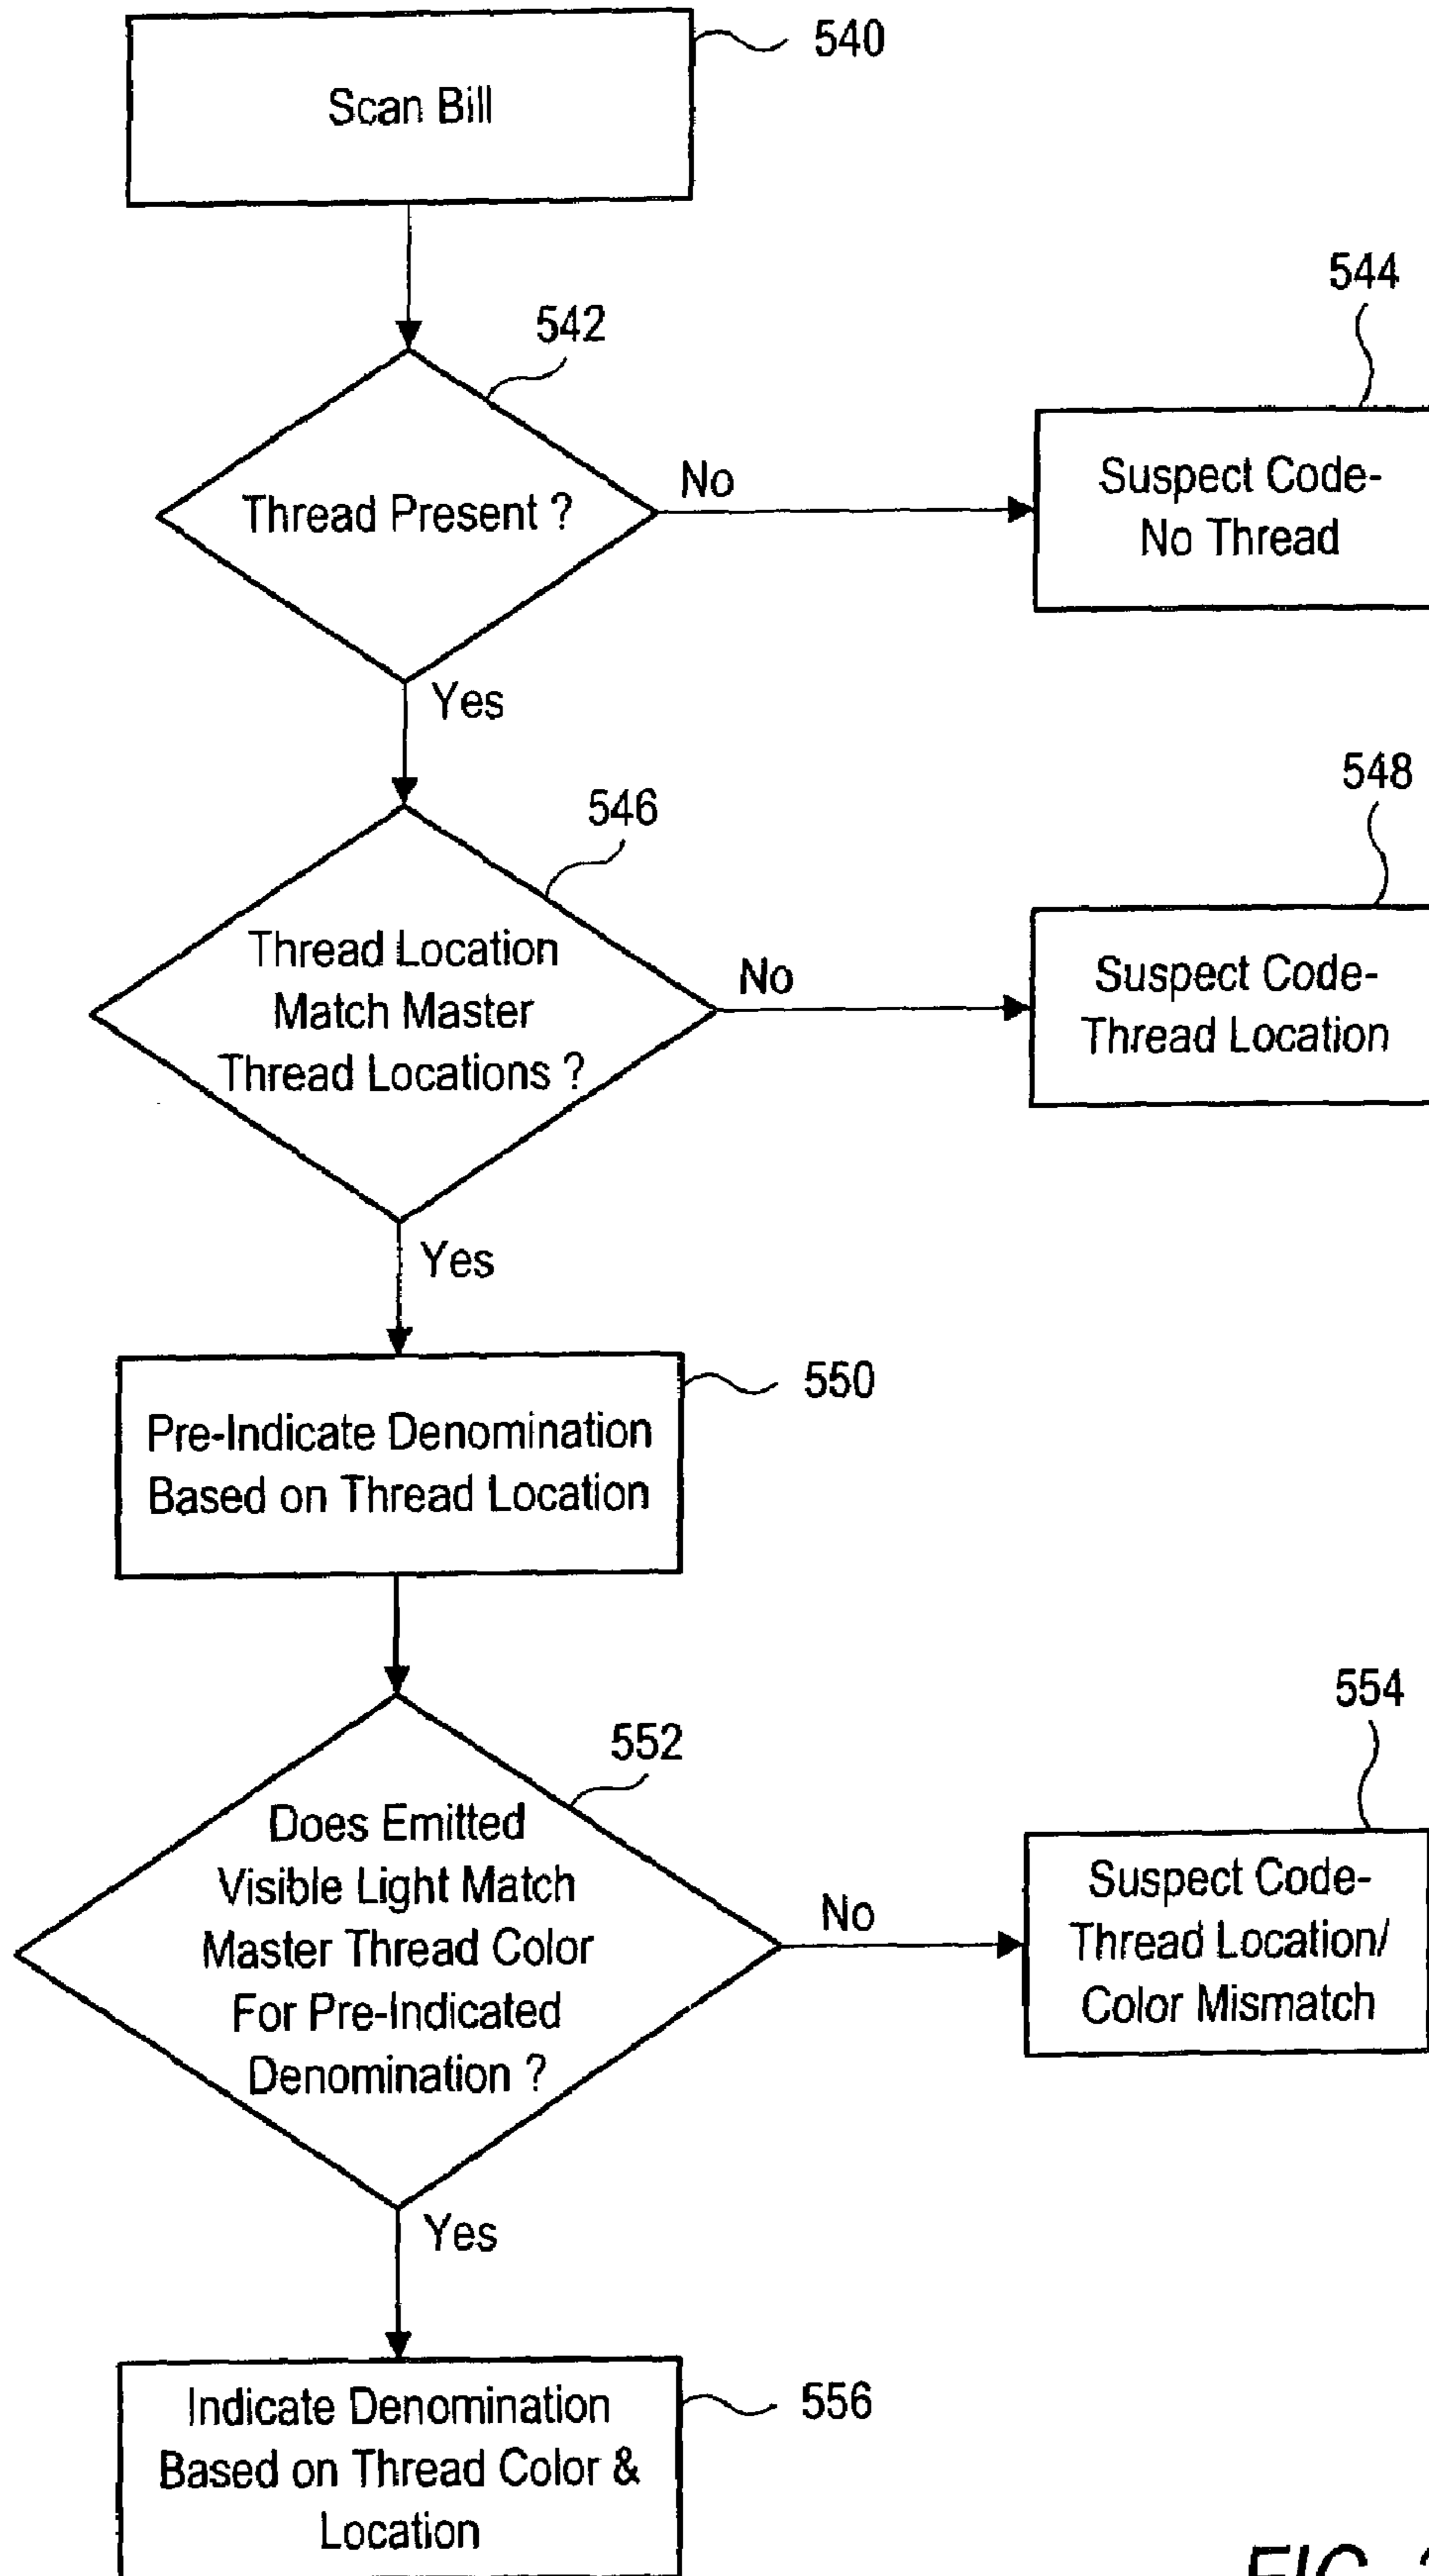 Scan Bill
540
542
Thread Present ?
No
544
Suspect Code-
No Thread
Yes
546
Thread Location
Match Master
Thread Locations ?
No
548
Suspect Code-
Thread Location
Yes
Pre-Indicate Denomination
Based on Thread Location
550
552
Does Emitted
Visible Light Match
Master Thread Color
For Pre-Indicated
Denomination ?
No
554
Suspect Code-
Thread Location/
Color Mismatch
Yes
Indicate Denomination
Based on Thread Color &
Location
556
FIG.